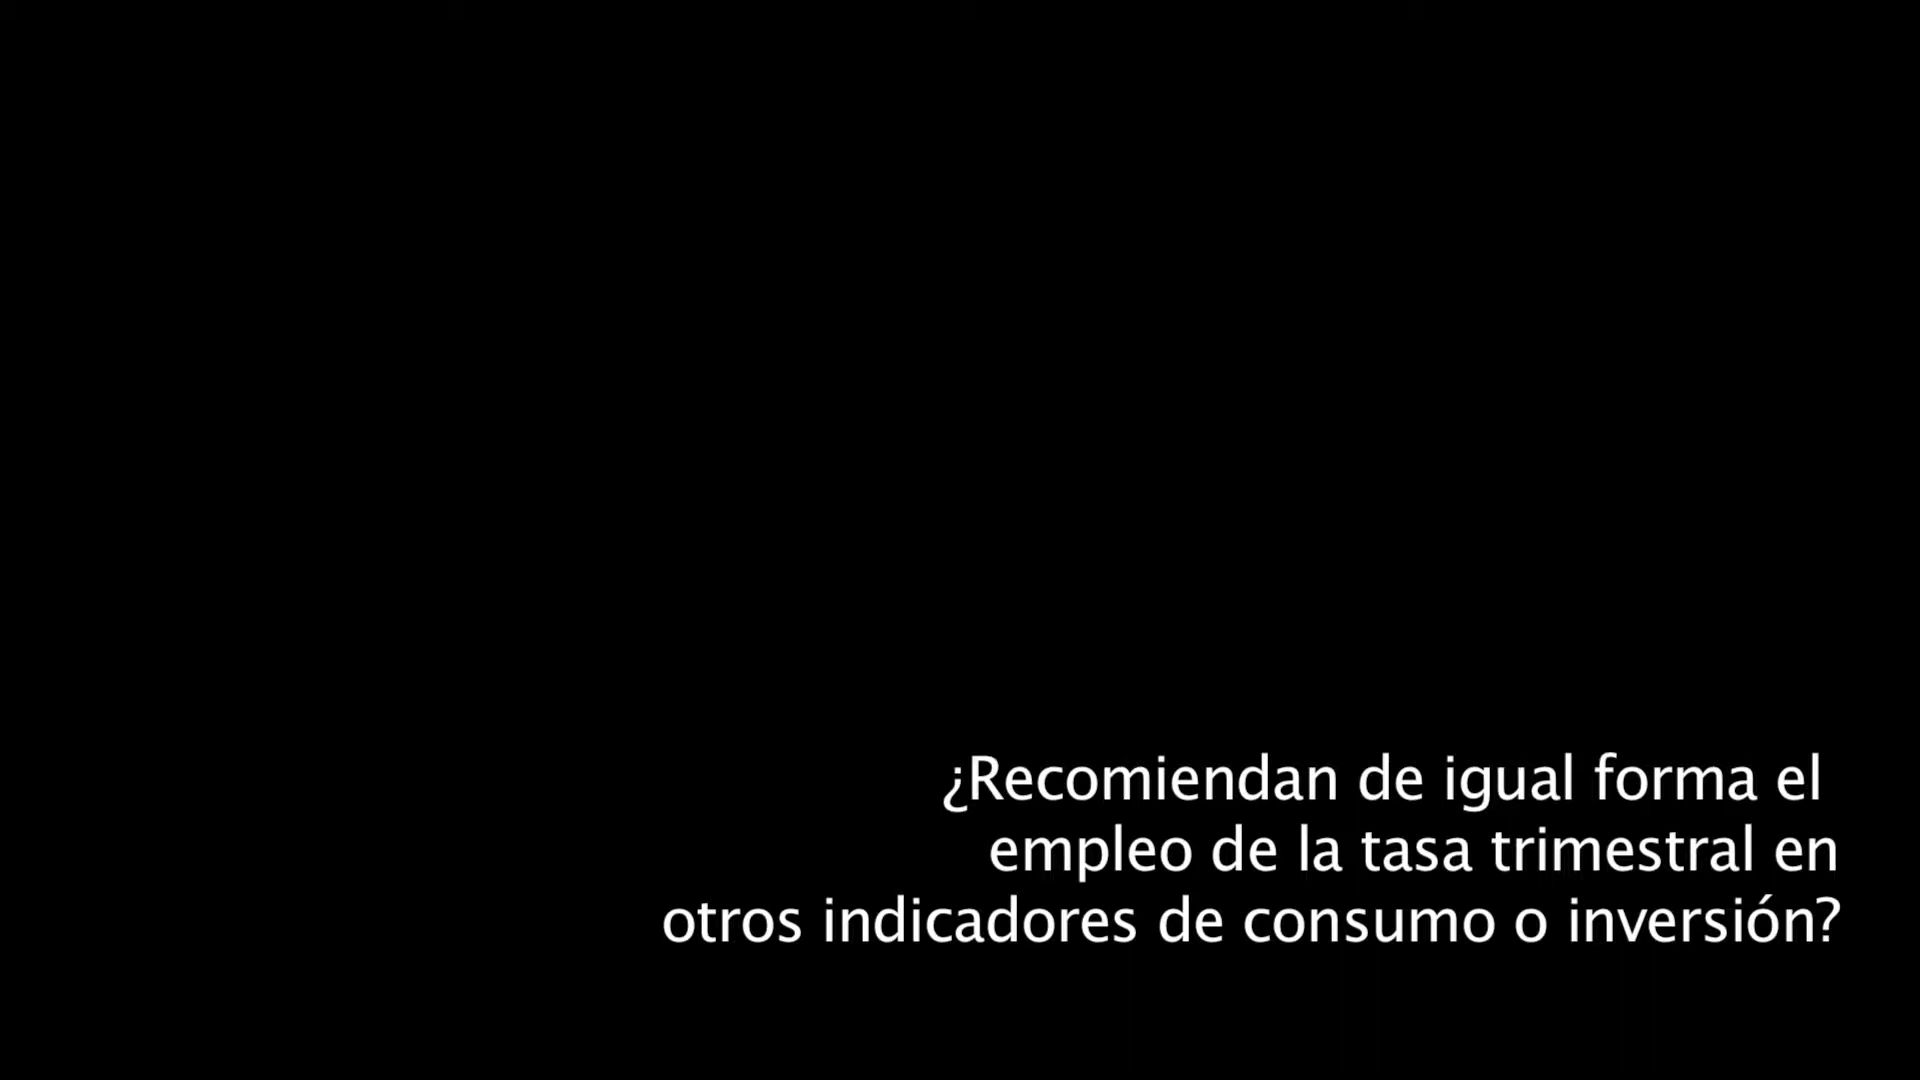 ¿Recomiendan de igual forma el
empleo de la tasa trimestral en
otros indicadores de consumo o inversión?